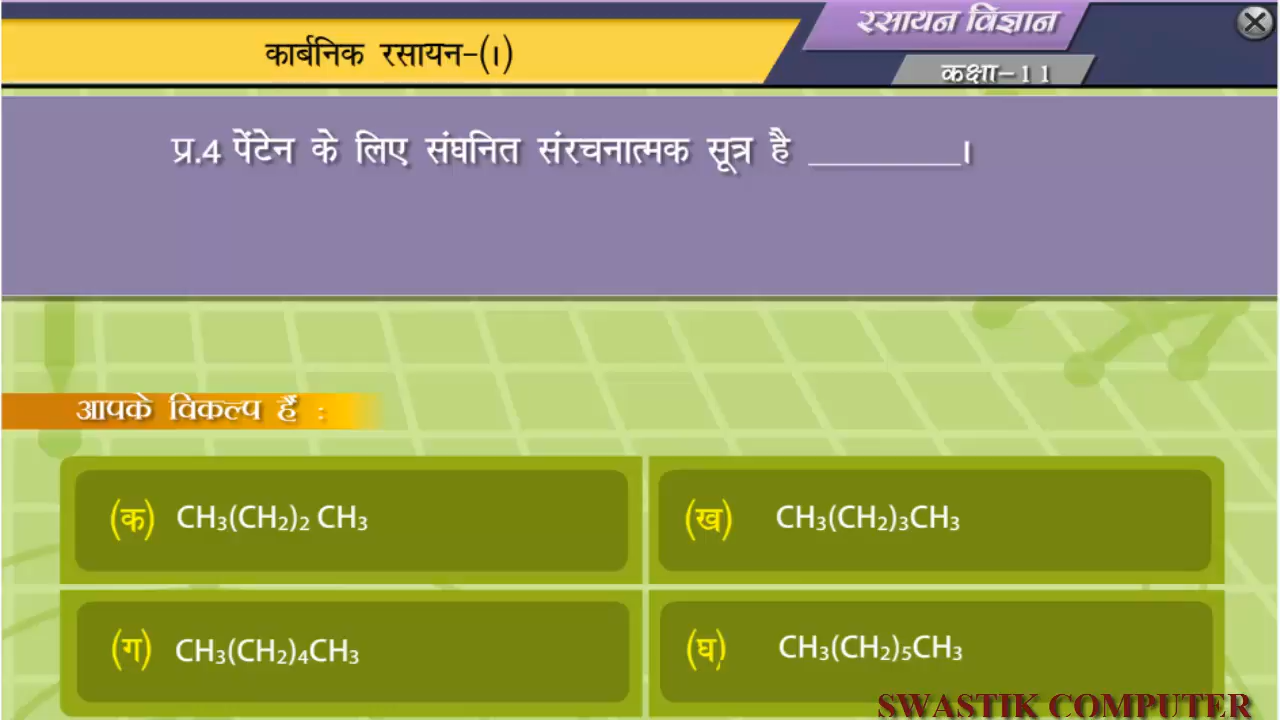 रसायन विज्ञान
कार्बनिक रसायन-(I)
कक्षा-11
प्र.4 पेंटेन के लिए संघनित संरचनात्मक सूत्र है ________।
आपके विकल्प हैं :
(क) CH₃(CH₂)₂ CH₃
(ख) CH₃(CH₂)₃CH₃
(ग) CH₃(CH₂)₄CH₃
(घ) CH₃(CH₂)₅CH₃
SWASTIK COMPUTER